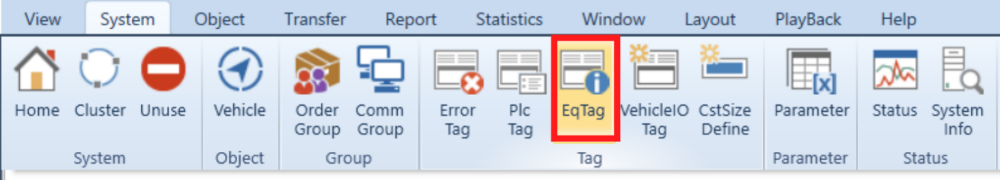 View System Object Transfer Report Statistics Window Layout PlayBack Help
Home Cluster Unuse Vehicle Order Comm Error Plc EqTag VehicleIO CstSize Parameter Status System
Group Group Tag Tag Tag Define Info
System Object Group Tag Parameter Status